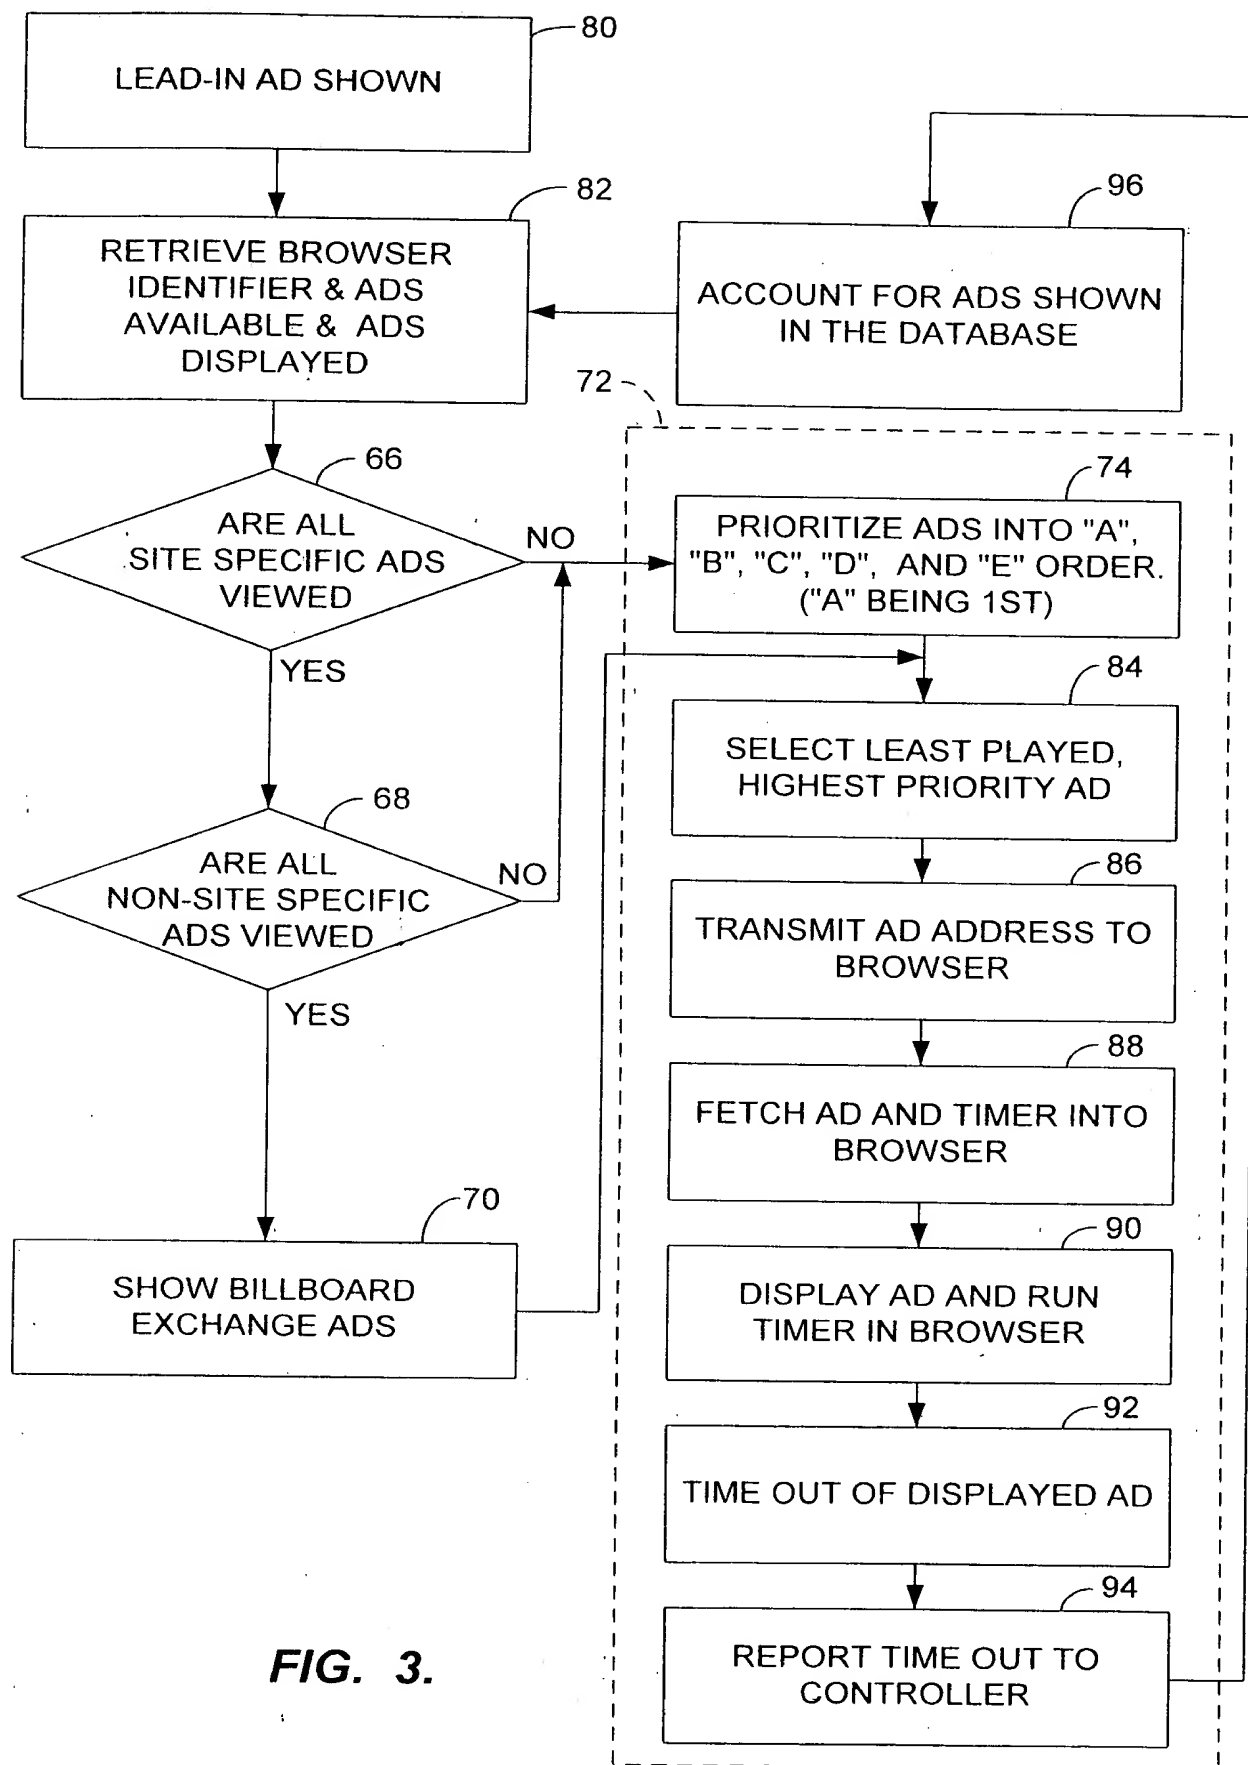 80
LEAD-IN AD SHOWN
82
RETRIEVE BROWSER
IDENTIFIER & ADS
AVAILABLE & ADS
DISPLAYED
96
ACCOUNT FOR ADS SHOWN
IN THE DATABASE
72
66
ARE ALL
SITE SPECIFIC ADS
VIEWED
NO
YES
74
PRIORITIZE ADS INTO "A",
"B", "C", "D", AND "E" ORDER.
("A" BEING 1ST)
84
SELECT LEAST PLAYED,
HIGHEST PRIORITY AD
68
ARE ALL
NON-SITE SPECIFIC
ADS VIEWED
NO
YES
86
TRANSMIT AD ADDRESS TO
BROWSER
88
FETCH AD AND TIMER INTO
BROWSER
70
SHOW BILLBOARD
EXCHANGE ADS
90
DISPLAY AD AND RUN
TIMER IN BROWSER
92
TIME OUT OF DISPLAYED AD
94
REPORT TIME OUT TO
CONTROLLER
FIG. 3.